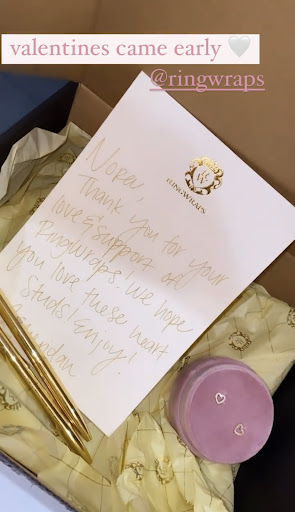 valentines came early 🤍
@ringwraps
RINGWRAPS
Nora,
Thank you for your
love & support at
RingWraps! We hope
you love these heart
studs! Enjoy!